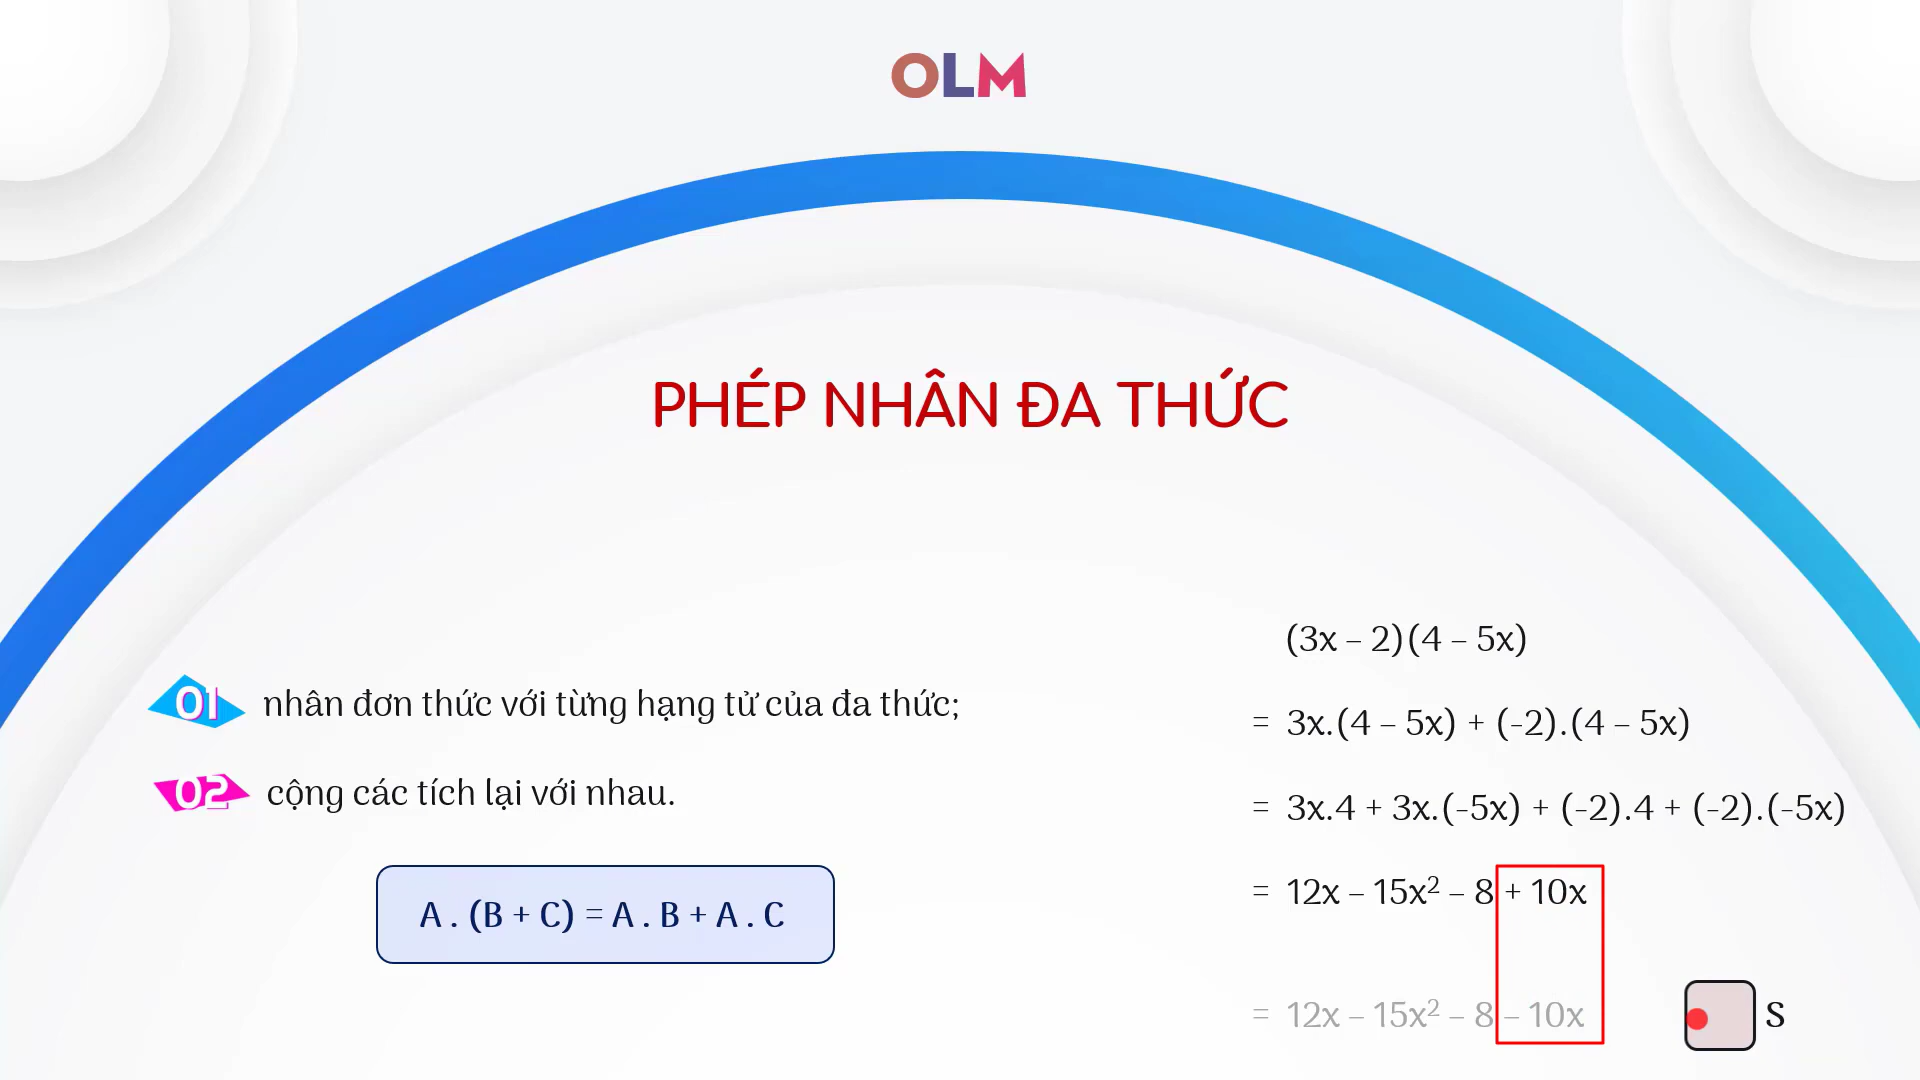 OLM
PHÉP NHÂN ĐA THỨC
01 nhân đơn thức với từng hạng tử của đa thức;
02 cộng các tích lại với nhau.
A . (B + C) = A . B + A . C
(3x – 2)(4 – 5x)
= 3x.(4 – 5x) + (-2).(4 – 5x)
= 3x.4 + 3x.(-5x) + (-2).4 + (-2).(-5x)
= 12x – 15x² – 8 + 10x
= 12x – 15x² – 8 – 10x
S